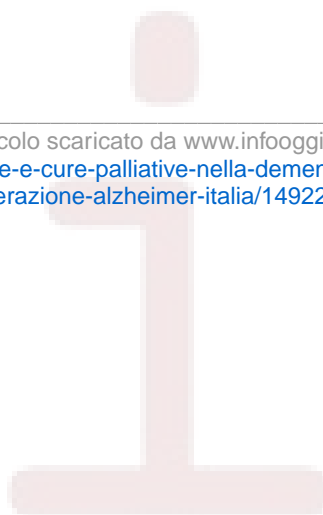 colo scaricato da www.infooggi
e-e-cure-palliative-nella-demen
erazione-alzheimer-italia/14922